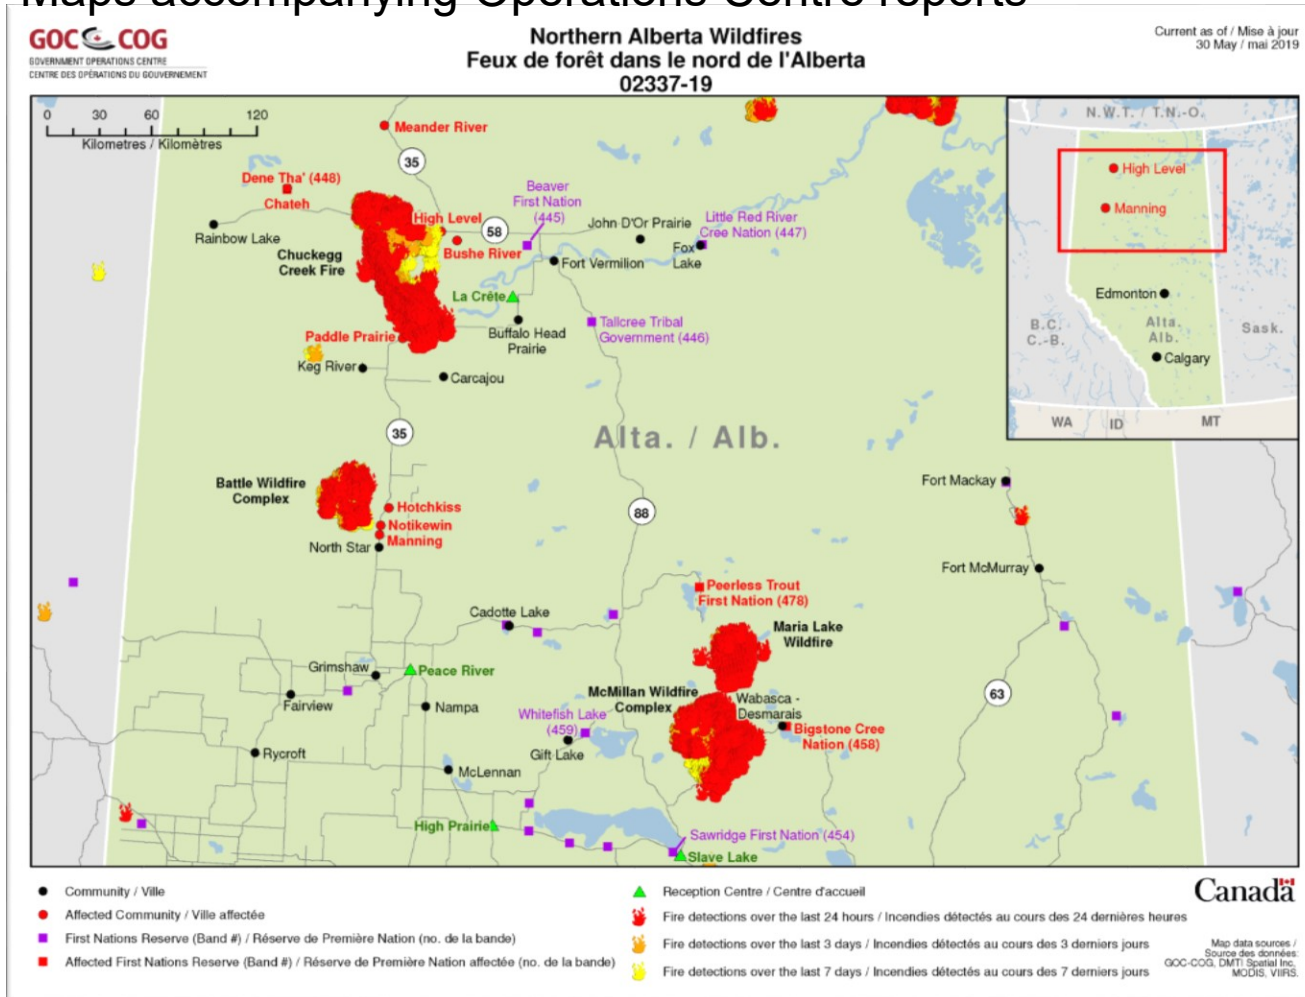 Maps accompanying Operations Centre reports
GOC COG
GOVERNMENT OPERATIONS CENTRE
CENTRE DES OPÉRATIONS DU GOUVERNEMENT
Northern Alberta Wildfires
Feux de forêt dans le nord de l'Alberta
02337-19
Current as of / Mise à jour
30 May / mai 2019
0 30 60 120
Kilometres / Kilomètres
Meander River
35
Dene Tha' (448)
Chateh
Rainbow Lake
High Level
58
Bushe River
Chuckegg
Creek Fire
Beaver
First Nation
(445)
John D'Or Prairie
Little Red River
Cree Nation (447)
Fox
Lake
Fort Vermilion
La Crête
Buffalo Head
Prairie
Tallcree Tribal
Government (446)
Paddle Prairie
Keg River
Carcajou
35
Alta. / Alb.
Battle Wildfire
Complex
Hotchkiss
Notikewin
Manning
North Star
88
Fort Mackay
Fort McMurray
Peerless Trout
First Nation (478)
Cadotte Lake
Maria Lake
Wildfire
Grimshaw
Peace River
Fairview
Nampa
McMillan Wildfire
Complex
Wabasca -
Desmarais
63
Whitefish Lake
(459)
Gift Lake
Bigstone Cree
Nation (458)
Rycroft
McLennan
High Prairie
Sawridge First Nation (454)
Slave Lake
N.W.T. / T.N.-O.
High Level
Manning
Edmonton
B.C.
C.-B.
Alta.
Alb.
Sask.
Calgary
WA ID MT
Community / Ville
Affected Community / Ville affectée
First Nations Reserve (Band #) / Réserve de Première Nation (no. de la bande)
Affected First Nations Reserve (Band #) / Réserve de Première Nation affectée (no. de la bande)
Reception Centre / Centre d'accueil
Fire detections over the last 24 hours / Incendies détectés au cours des 24 dernières heures
Fire detections over the last 3 days / Incendies détectés au cours des 3 derniers jours
Fire detections over the last 7 days / Incendies détectés au cours des 7 derniers jours
Canada
Map data sources /
Source des données:
GOC-COG, DMTI Spatial Inc,
MODIS, VIIRS.